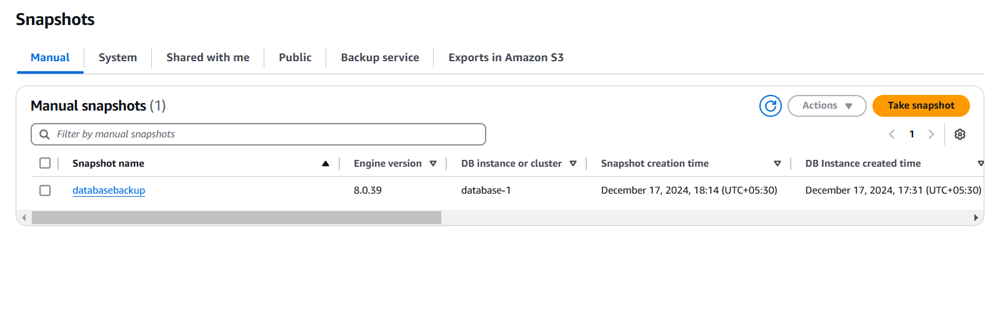 Snapshots
Manual System Shared with me Public Backup service Exports in Amazon S3
Manual snapshots (1) Actions Take snapshot
Filter by manual snapshots 1
Snapshot name Engine version DB instance or cluster Snapshot creation time DB Instance created time
databasebackup 8.0.39 database-1 December 17, 2024, 18:14 (UTC+05:30) December 17, 2024, 17:31 (UTC+05:30)